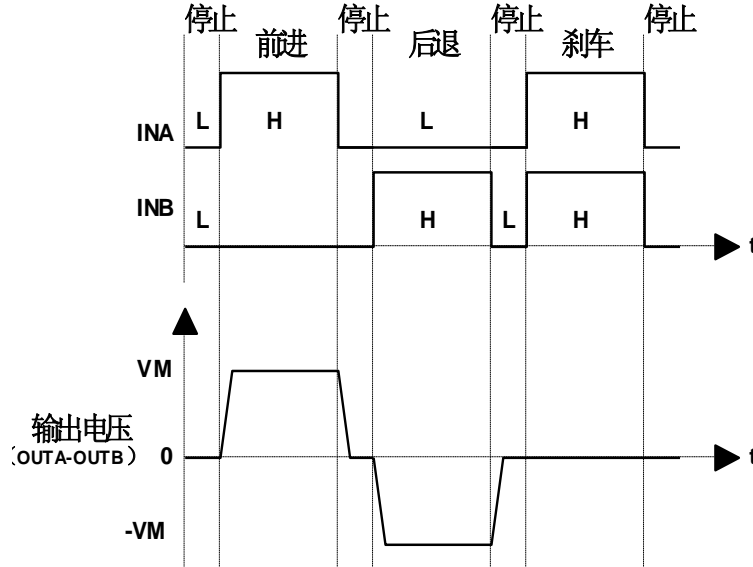 停止 停止 停止 停止
前进 后退 刹车
INA L H L H
INB L H L H
t
VM
输出电压
(OUTA-OUTB) 0 t
-VM